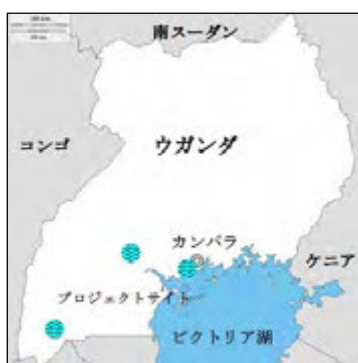 南スーダン
コンゴ
ウガンダ
カンパラ
ケニア
プロジェクトサイト
ビクトリア湖